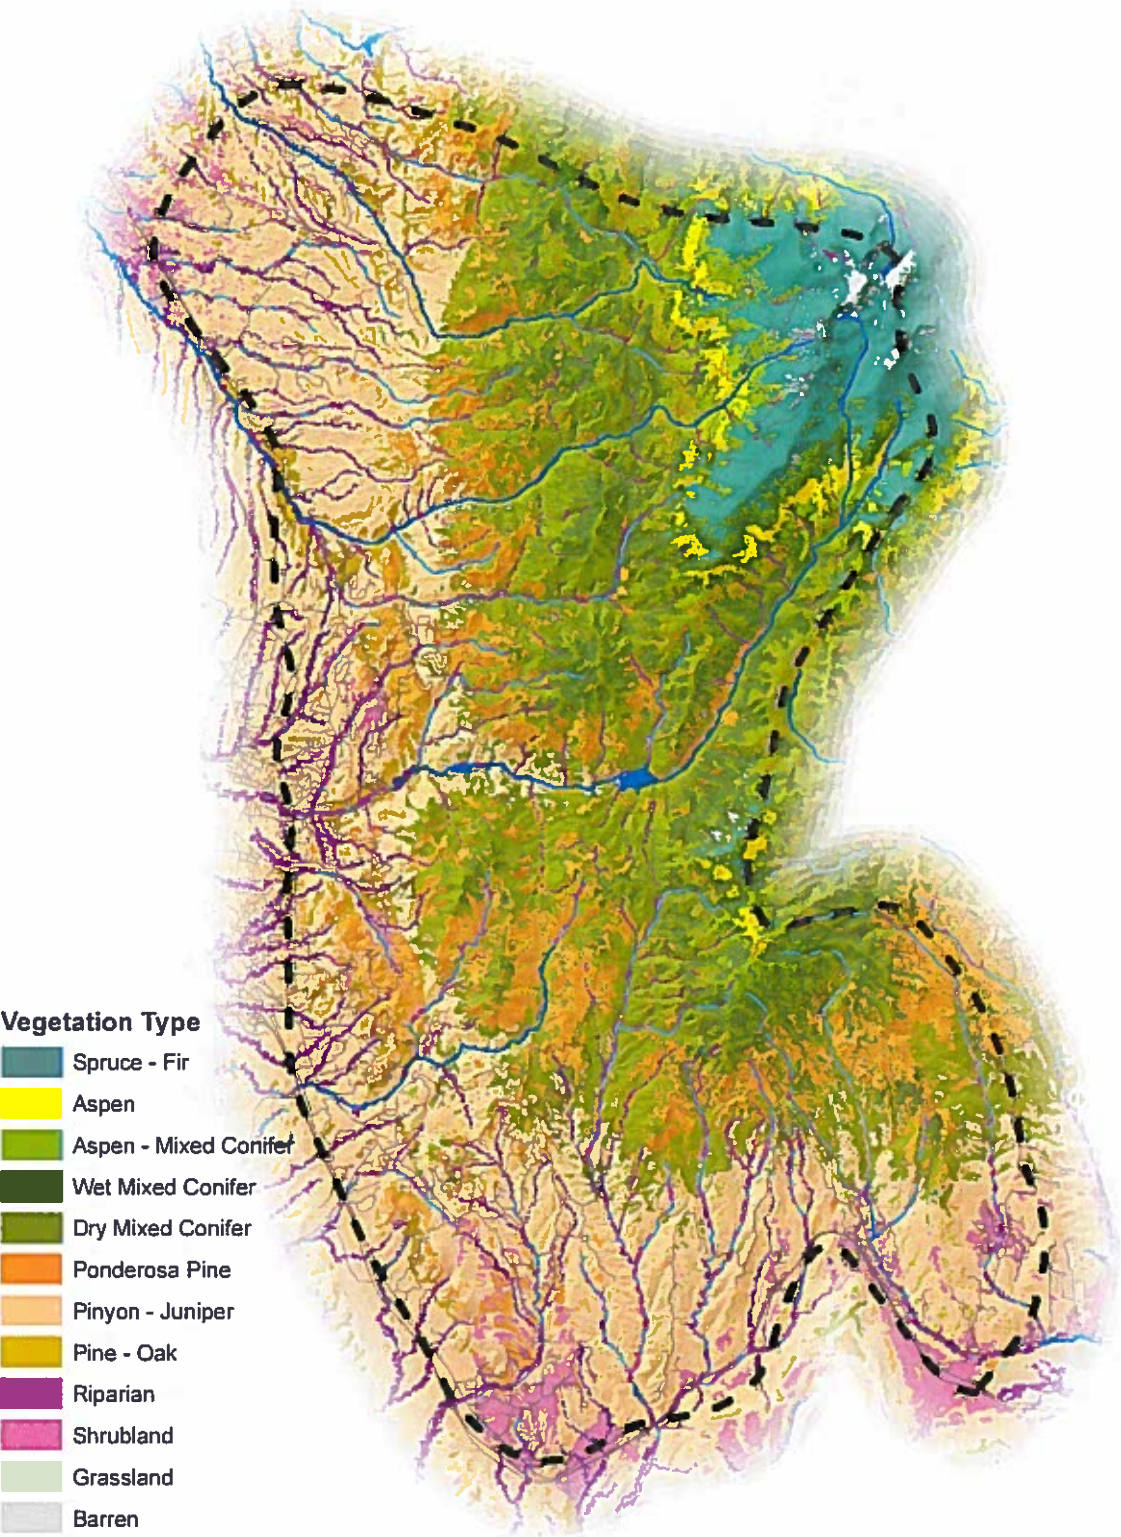 Vegetation Type
Spruce - Fir
Aspen
Aspen - Mixed Conifer
Wet Mixed Conifer
Dry Mixed Conifer
Ponderosa Pine
Pinyon - Juniper
Pine - Oak
Riparian
Shrubland
Grassland
Barren